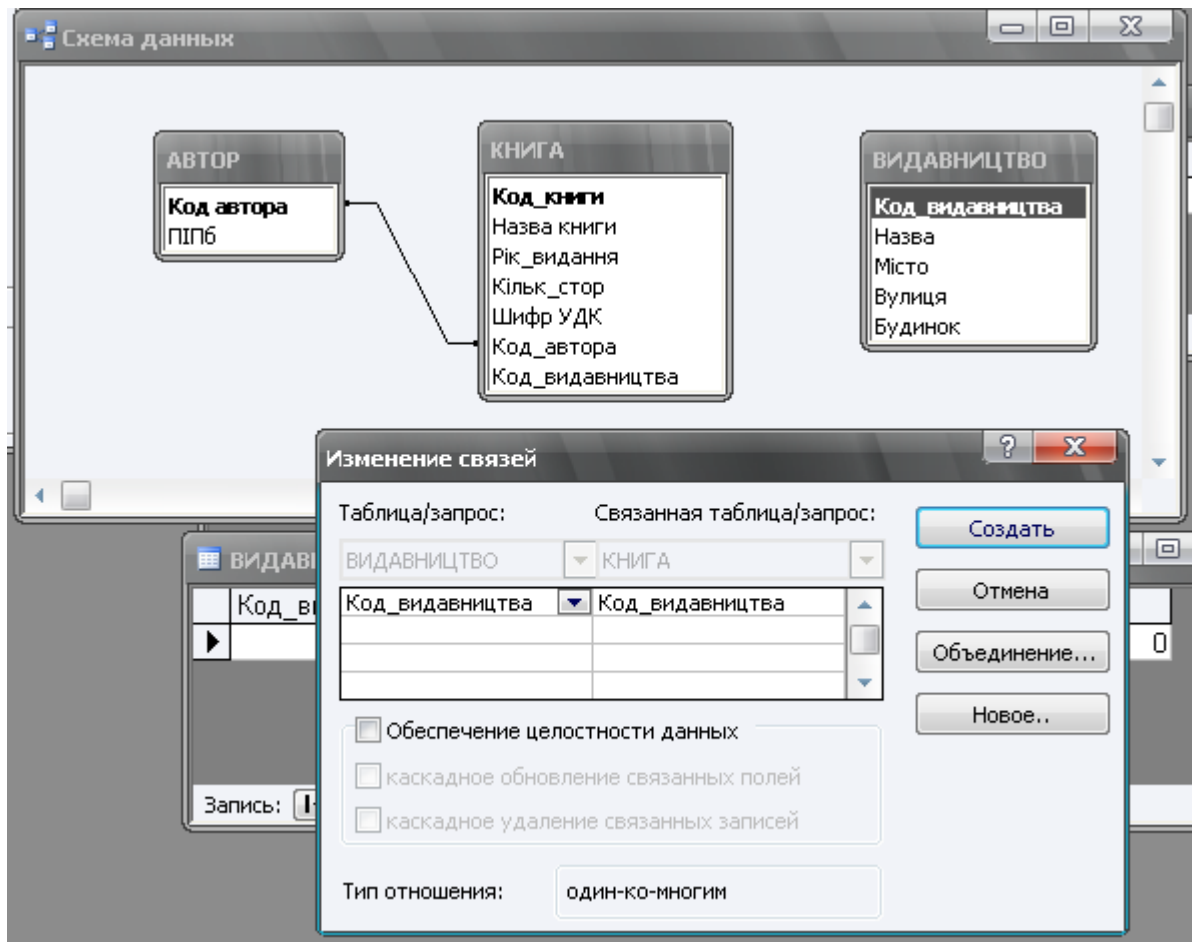 Схема данных
АВТОР
Код автора
ПІПб
КНИГА
Код_книги
Назва книги
Рік_видання
Кільк_стор
Шифр УДК
Код_автора
Код_видавництва
ВИДАВНИЦТВО
Код_видавництва
Назва
Місто
Вулиця
Будинок
Изменение связей
Таблица/запрос:
Связанная таблица/запрос:
ВИДАВНИЦТВО
КНИГА
Код_видавництва
Код_видавництва
Создать
Отмена
Объединение...
Новое..
Обеспечение целостности данных
каскадное обновление связанных полей
каскадное удаление связанных записей
Тип отношения:
один-ко-многим
Запись:
0